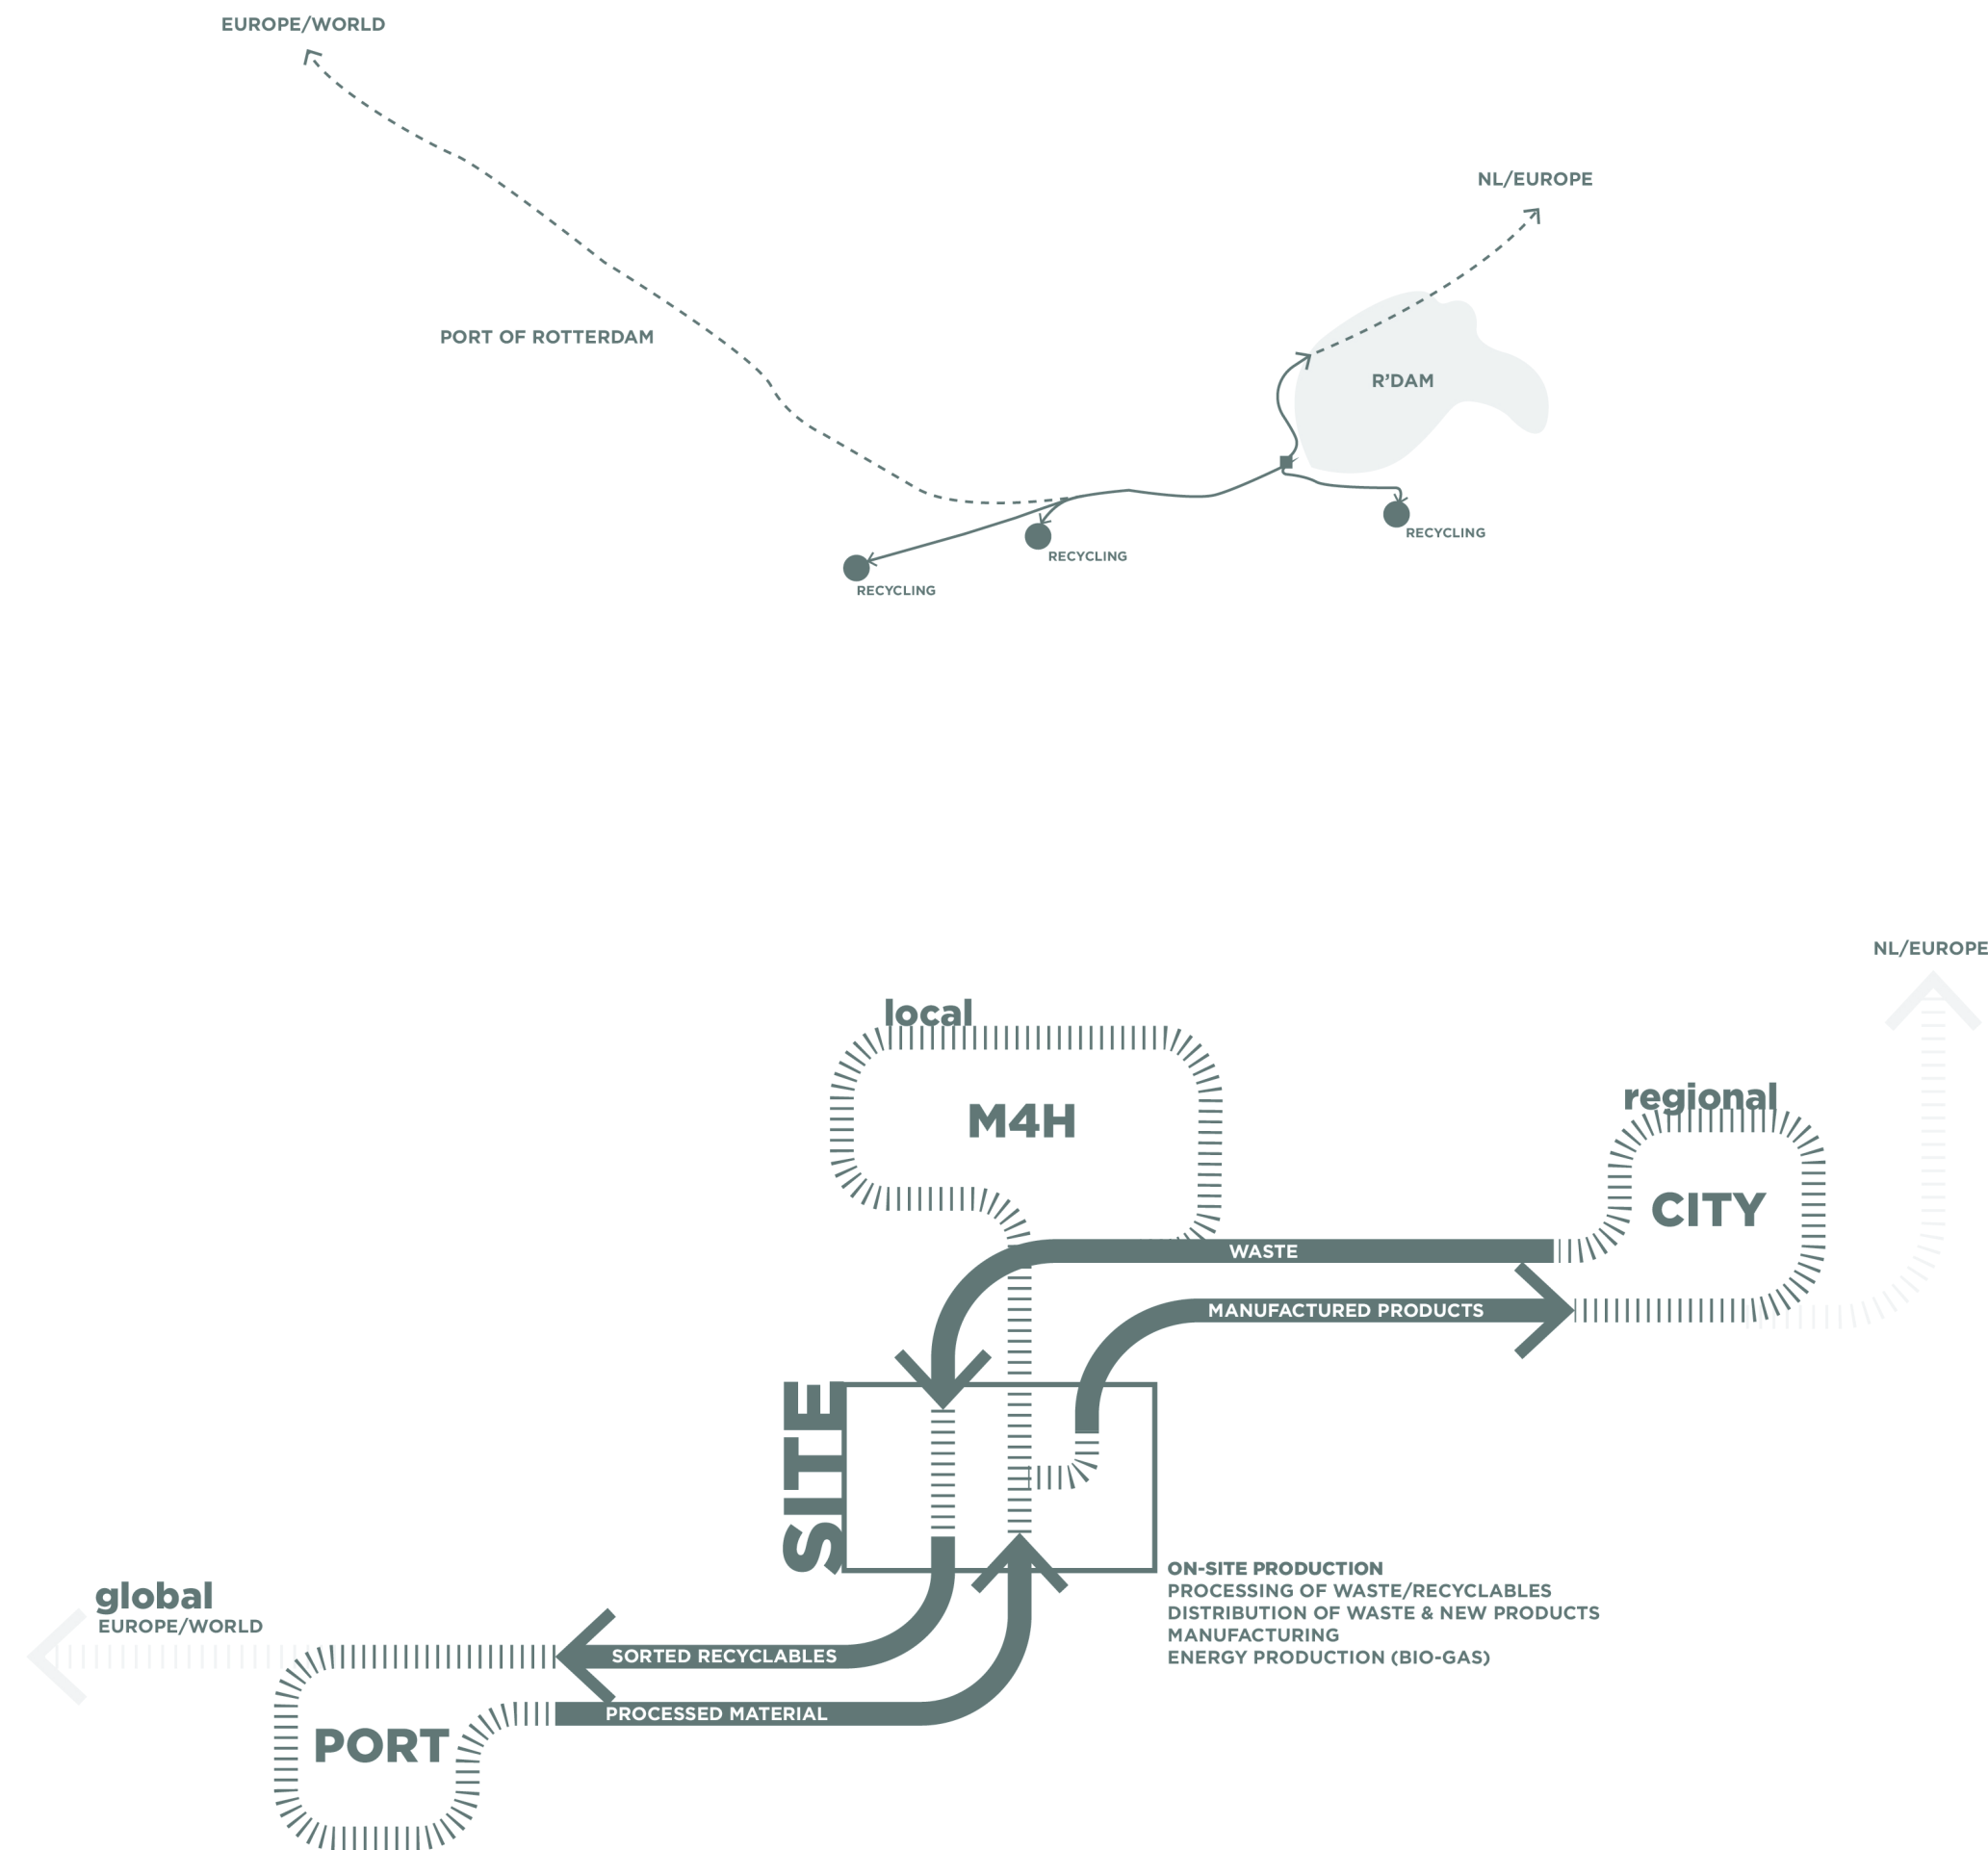 EUROPE/WORLD
NL/EUROPE
PORT OF ROTTERDAM
R'DAM
RECYCLING
RECYCLING
RECYCLING
NL/EUROPE
local
M4H
regional
CITY
WASTE
MANUFACTURED PRODUCTS
SITE
ON-SITE PRODUCTION
PROCESSING OF WASTE/RECYCLABLES
DISTRIBUTION OF WASTE & NEW PRODUCTS
MANUFACTURING
ENERGY PRODUCTION (BIO-GAS)
global
EUROPE/WORLD
SORTED RECYCLABLES
PROCESSED MATERIAL
PORT